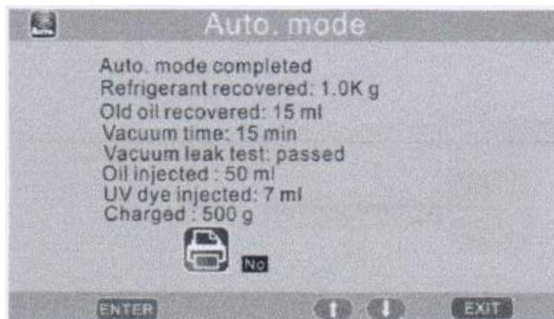 Auto. mode
Auto. mode completed
Refrigerant recovered: 1.0K g
Old oil recovered: 15 ml
Vacuum time: 15 min
Vacuum leak test: passed
Oil injected : 50 ml
UV dye injected: 7 ml
Charged : 500 g
No
ENTER EXIT